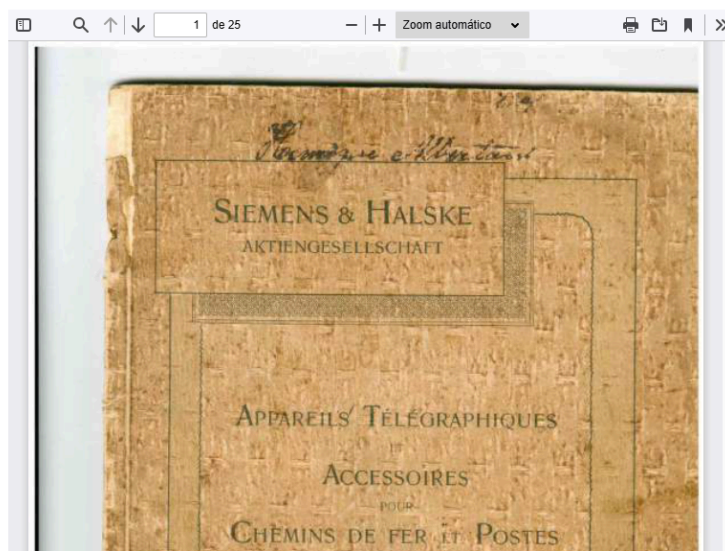 1 de 25 Zoom automático
SIEMENS & HALSKE
AKTIENGESELLSCHAFT
APPAREILS TÉLÉGRAPHIQUES
ET
ACCESSOIRES
POUR
CHEMINS DE FER ET POSTES